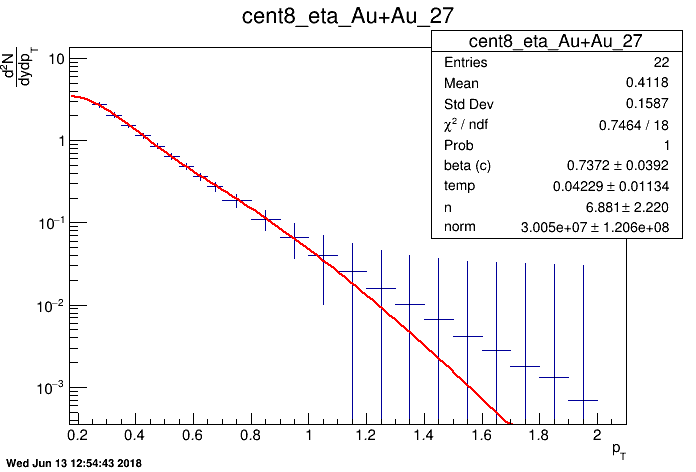 cent8_eta_Au+Au_27
d²N
dydp_T
cent8_eta_Au+Au_27
Entries 22
Mean 0.4118
Std Dev 0.1587
χ² / ndf 0.7464 / 18
Prob 1
beta (c) 0.7372 ± 0.0392
temp 0.04229 ± 0.01134
n 6.881 ± 2.220
norm 3.005e+07 ± 1.206e+08
10
1
10⁻¹
10⁻²
10⁻³
0.2 0.4 0.6 0.8 1 1.2 1.4 1.6 1.8 2
p_T
Wed Jun 13 12:54:43 2018